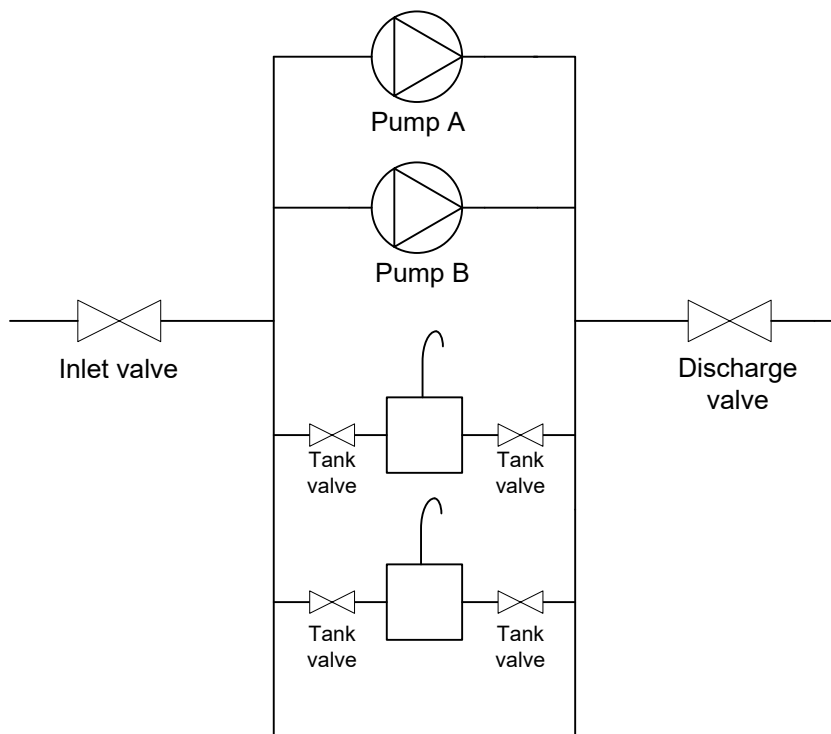 Pump A
Pump B
Inlet valve
Discharge
valve
Tank
valve
Tank
valve
Tank
valve
Tank
valve